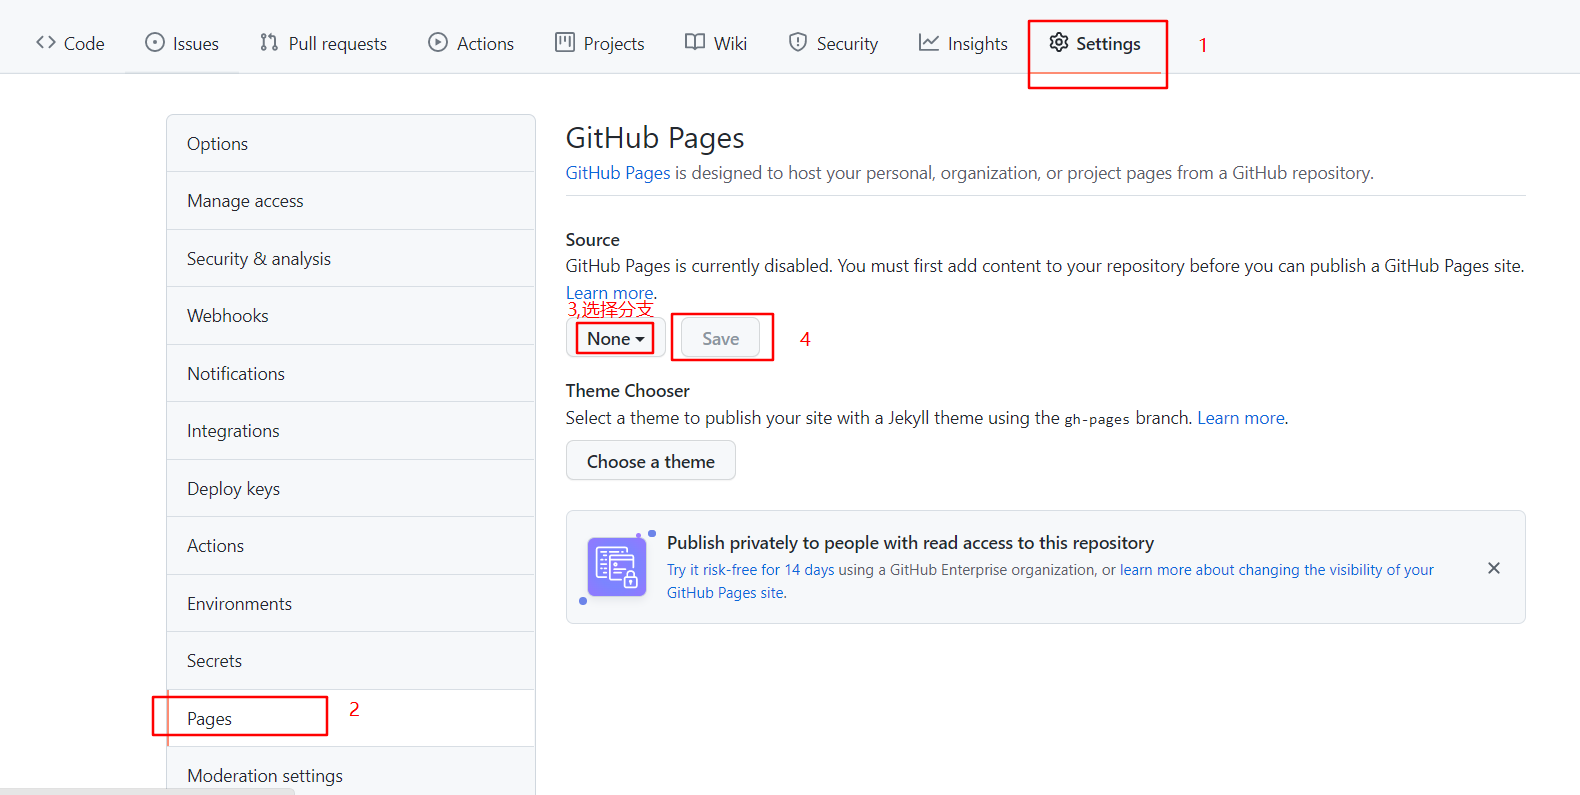 Code Issues Pull requests Actions Projects Wiki Security Insights Settings 1
Options
Manage access
Security & analysis
Webhooks
Notifications
Integrations
Deploy keys
Actions
Environments
Secrets
Pages 2
Moderation settings
GitHub Pages
GitHub Pages is designed to host your personal, organization, or project pages from a GitHub repository.
Source
GitHub Pages is currently disabled. You must first add content to your repository before you can publish a GitHub Pages site.
Learn more.
3,选择分支
None Save 4
Theme Chooser
Select a theme to publish your site with a Jekyll theme using the gh-pages branch. Learn more.
Choose a theme
Publish privately to people with read access to this repository
Try it risk-free for 14 days using a GitHub Enterprise organization, or learn more about changing the visibility of your
GitHub Pages site.